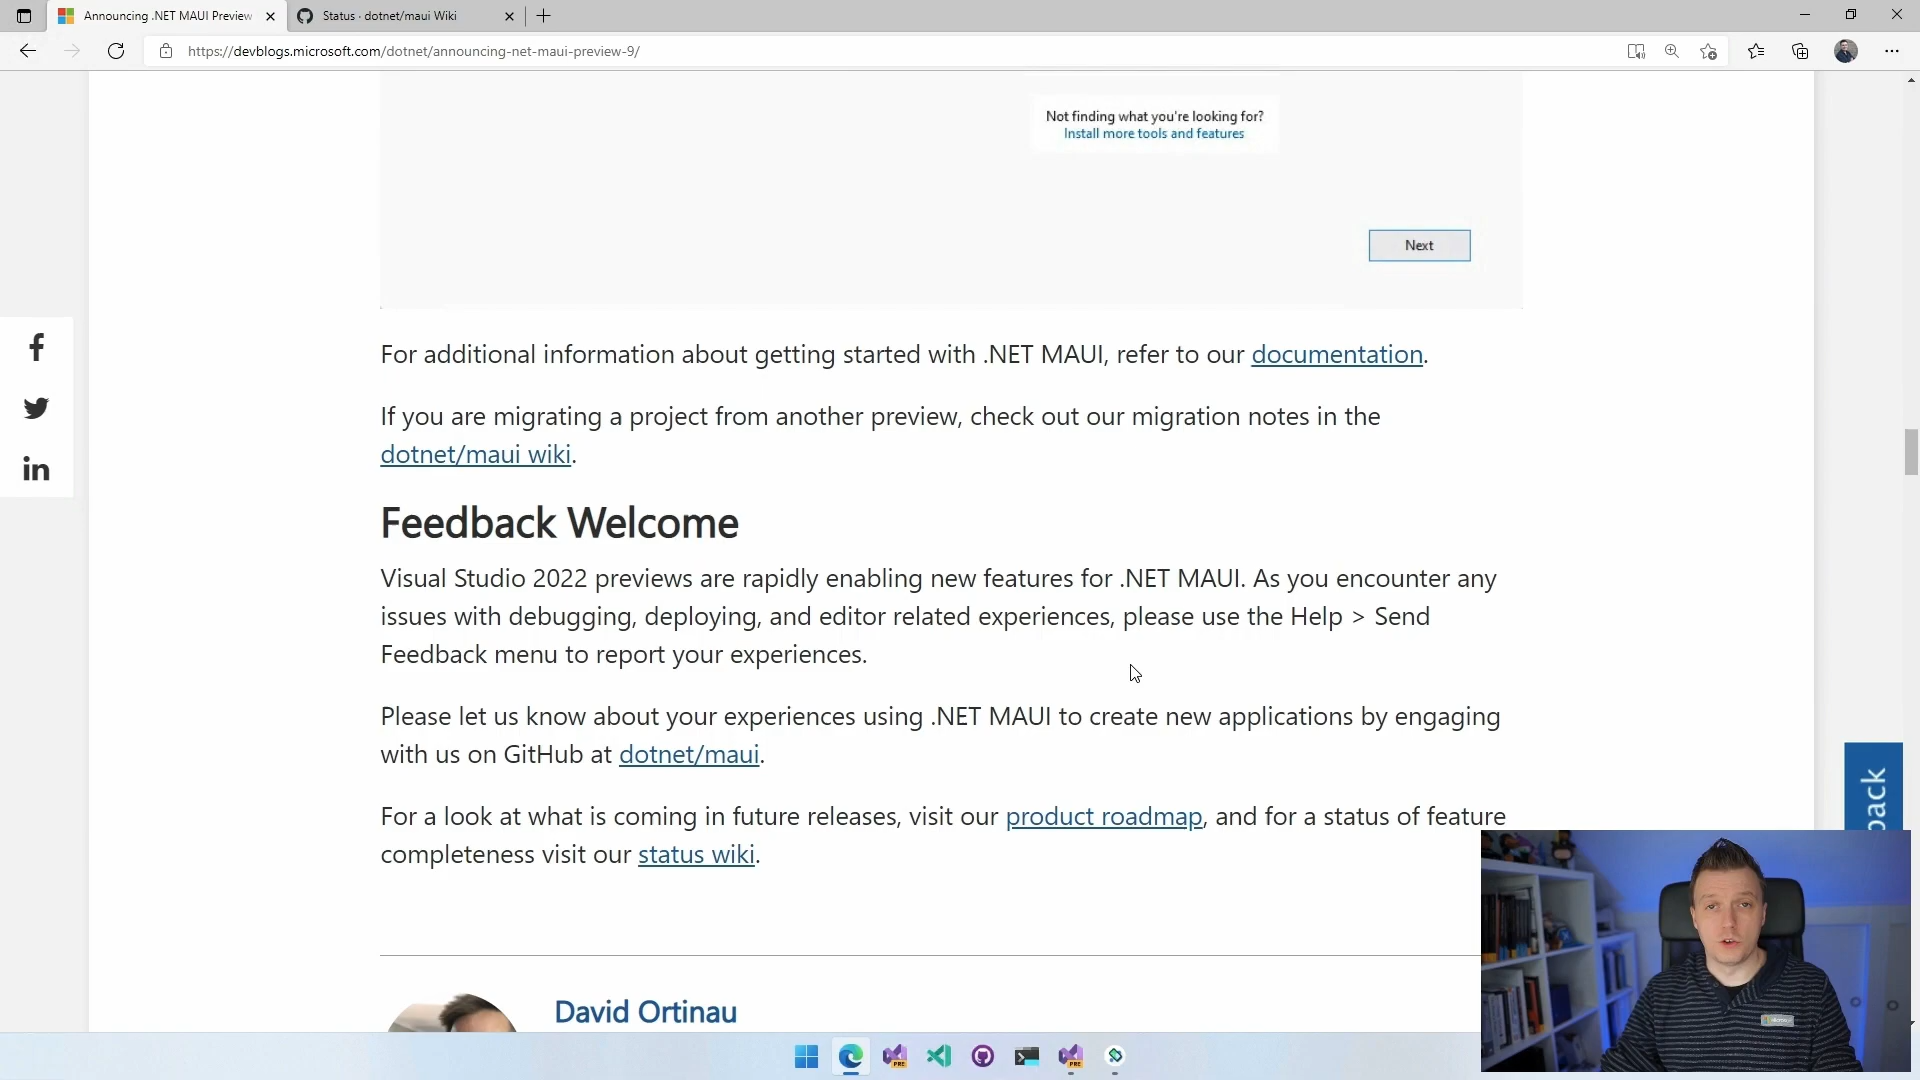 Announcing .NET MAUI Preview
Status · dotnet/maui Wiki
https://devblogs.microsoft.com/dotnet/announcing-net-maui-preview-9/
Not finding what you're looking for?
Install more tools and features
Next
For additional information about getting started with .NET MAUI, refer to our documentation.
If you are migrating a project from another preview, check out our migration notes in the
dotnet/maui wiki.
Feedback Welcome
Visual Studio 2022 previews are rapidly enabling new features for .NET MAUI. As you encounter any
issues with debugging, deploying, and editor related experiences, please use the Help > Send
Feedback menu to report your experiences.
Please let us know about your experiences using .NET MAUI to create new applications by engaging
with us on GitHub at dotnet/maui.
For a look at what is coming in future releases, visit our product roadmap, and for a status of feature
completeness visit our status wiki.
back
David Ortinau
PRE
PRE